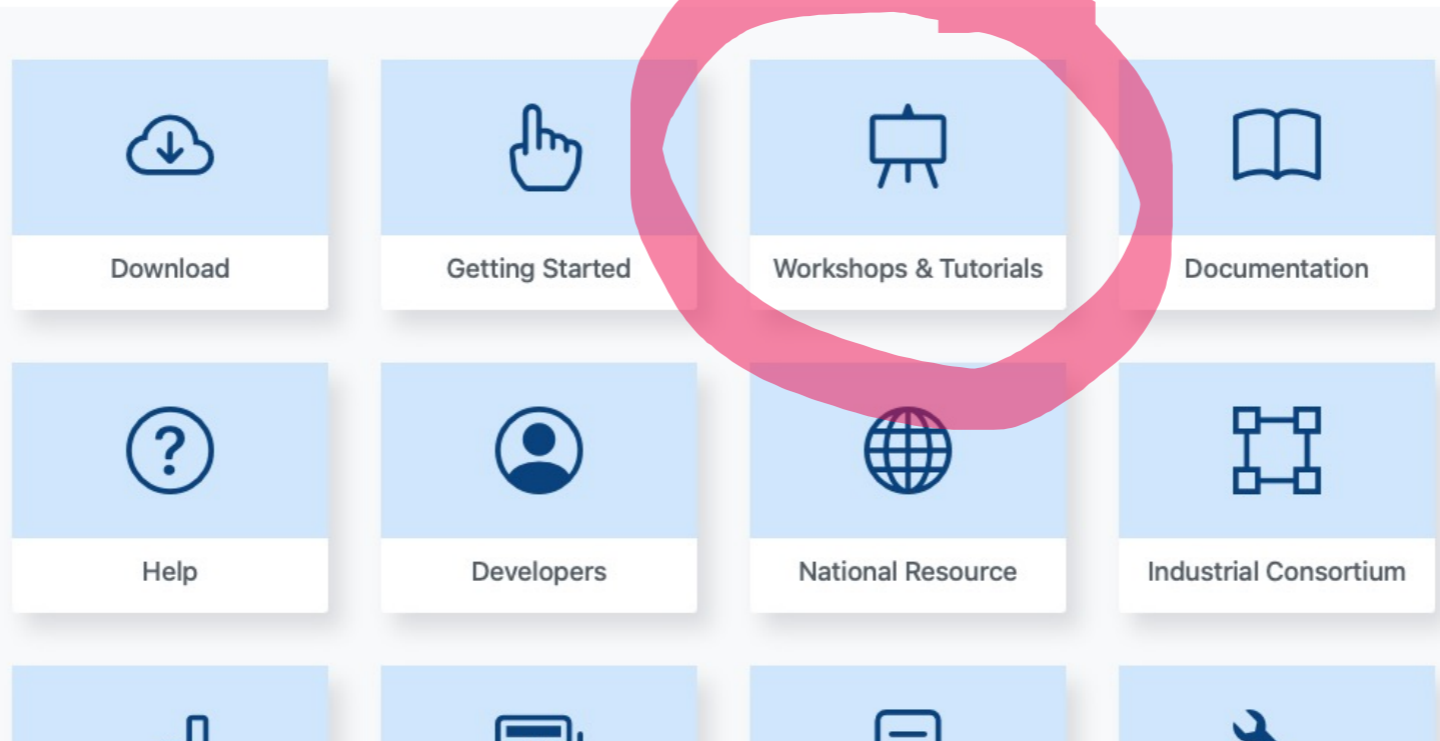 Download
Getting Started
Workshops & Tutorials
Documentation
Help
Developers
National Resource
Industrial Consortium